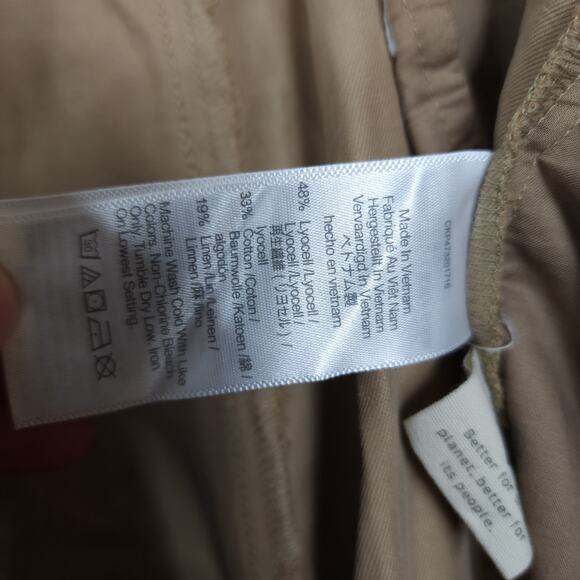 Made In Vietnam
Fabriqué Au Viêt Nam
Hergestellt In Vietnam
Vervaardigd In Vietnam
ベトナム製
hecho en vietnam
48% Lyocell /Lyocell /
Lyocell /Lyocell /
再生繊維 (リヨセル) /
lyocell
33% Cotton /Coton /
Baumwolle /Katoen /綿/
algodón
19% Linen /Lin /Leinen /
Linnen /麻 /lino
Machine Wash Cold With Like
Colors. Non-Chlorine Bleach
Only. Tumble Dry Low. Iron
On Lowest Setting.
30
Better for
planet, better for
its people.